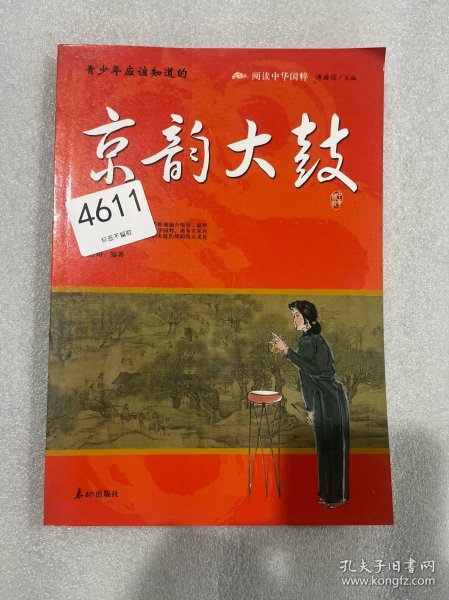 青少年应该知道的
阅读中华国粹
傅璇琮/主编
京韵大鼓
4611
标签不偏胶
编著
泰山出版社
孔夫子旧书网
www.kongfz.com